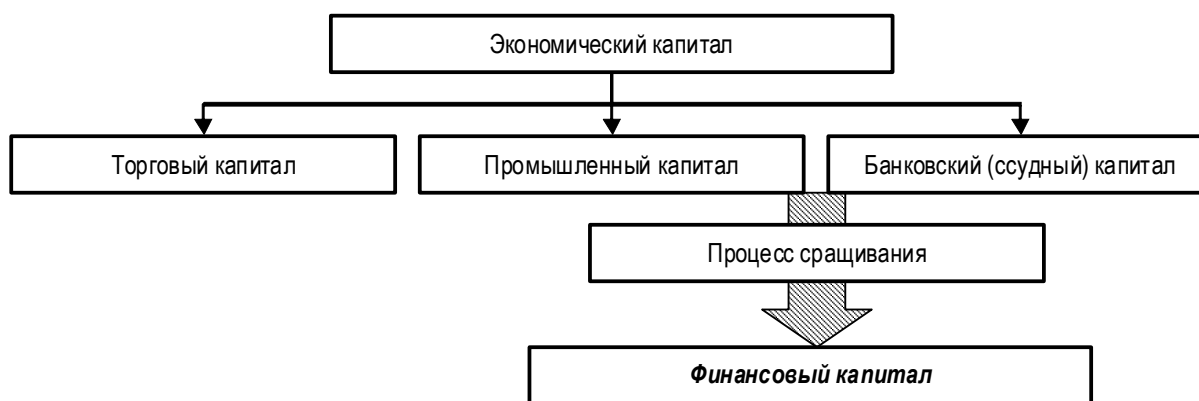 Экономический капитал
Торговый капитал
Промышленный капитал
Банковский (ссудный) капитал
Процесс сращивания
Финансовый капитал